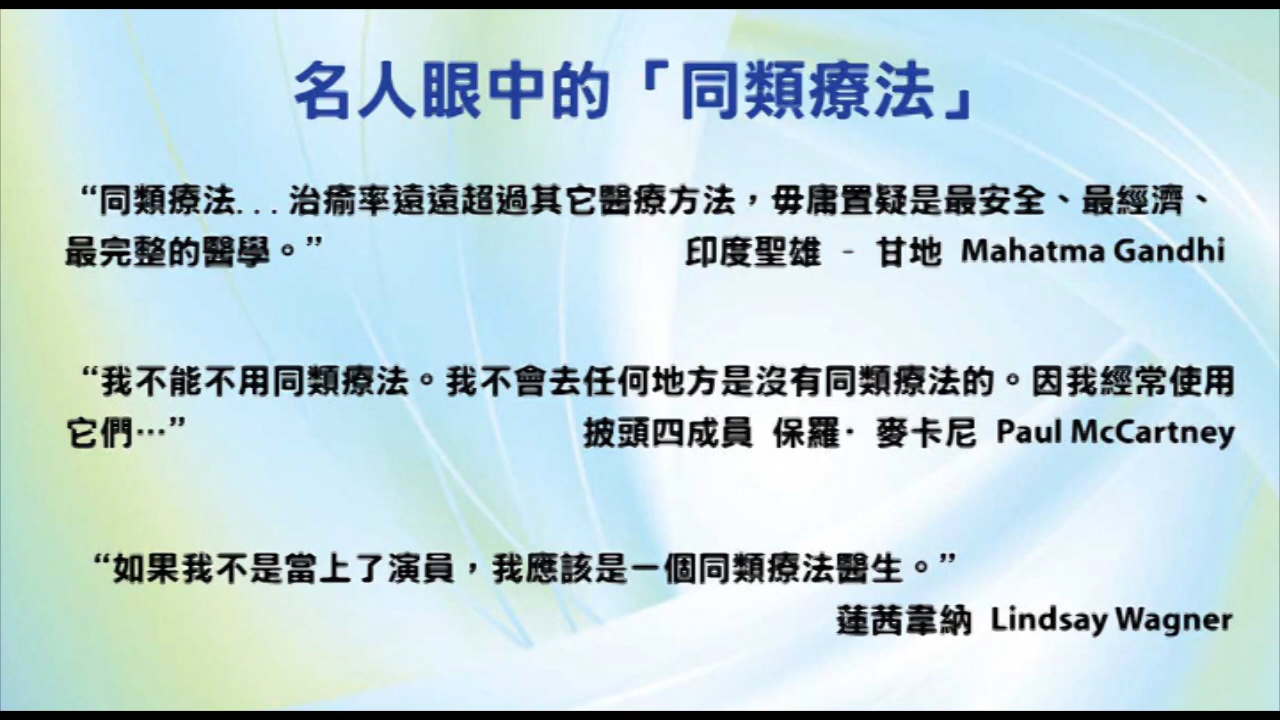 名人眼中的「同類療法」
“同類療法...治癒率遠遠超過其它醫療方法，毋庸置疑是最安全、最經濟、
最完整的醫學。” 印度聖雄 - 甘地 Mahatma Gandhi
“我不能不用同類療法。我不會去任何地方是沒有同類療法的。因我經常使用
它們…” 披頭四成員 保羅· 麥卡尼 Paul McCartney
“如果我不是當上了演員，我應該是一個同類療法醫生。”
蓮茜韋納 Lindsay Wagner